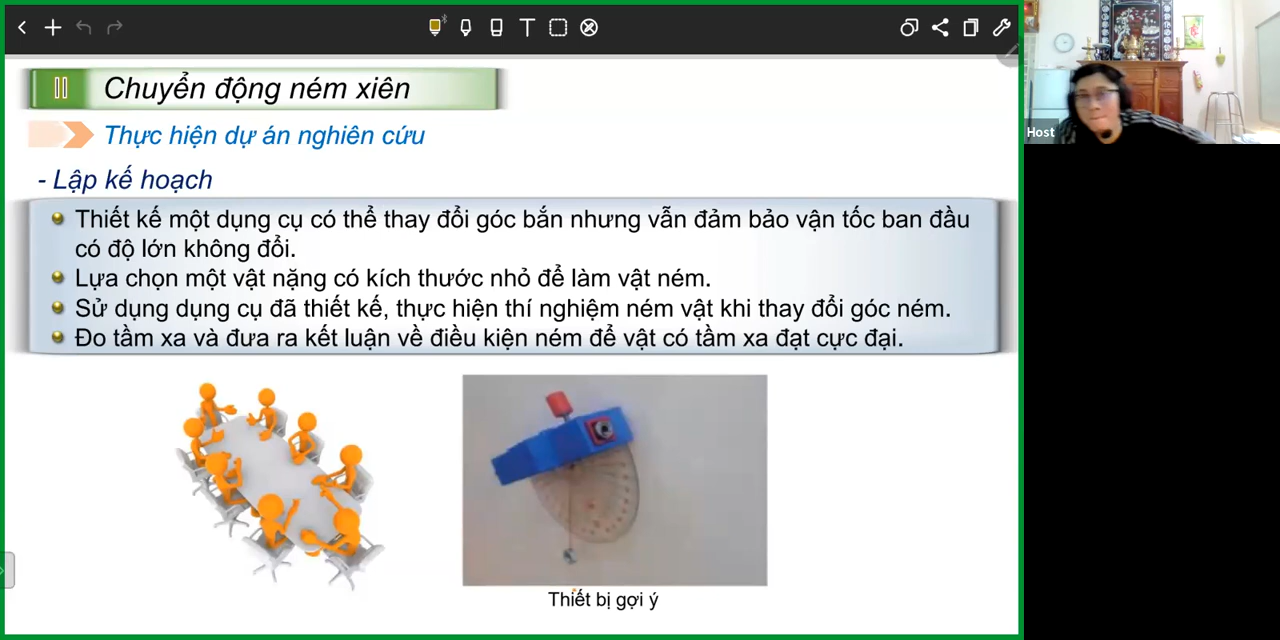 II
Chuyển động ném xiên
Thực hiện dự án nghiên cứu
- Lập kế hoạch
Thiết kế một dụng cụ có thể thay đổi góc bắn nhưng vẫn đảm bảo vận tốc ban đầu
có độ lớn không đổi.
Lựa chọn một vật nặng có kích thước nhỏ để làm vật ném.
Sử dụng dụng cụ đã thiết kế, thực hiện thí nghiệm ném vật khi thay đổi góc ném.
Đo tầm xa và đưa ra kết luận về điều kiện ném để vật có tầm xa đạt cực đại.
Thiết bị gợi ý
Host